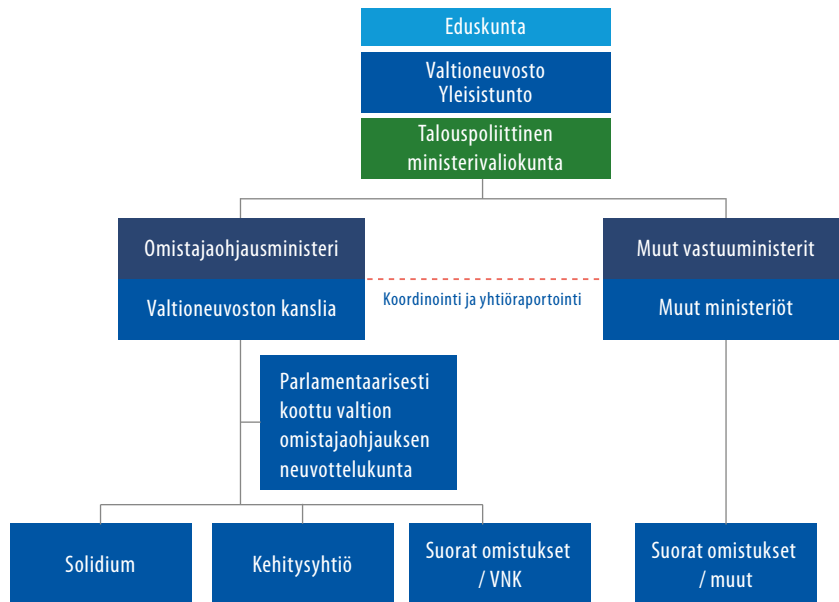 Eduskunta
Valtioneuvosto
Yleisistunto
Talouspoliittinen
ministerivaliokunta
Omistajaohjausministeri
Muut vastuuministerit
Koordinointi ja yhtiöraportointi
Valtioneuvoston kanslia
Muut ministeriöt
Parlamentaarisesti
koottu valtion
omistajaohjauksen
neuvottelukunta
Solidium
Kehitysyhtiö
Suorat omistukset
/ VNK
Suorat omistukset
/ muut